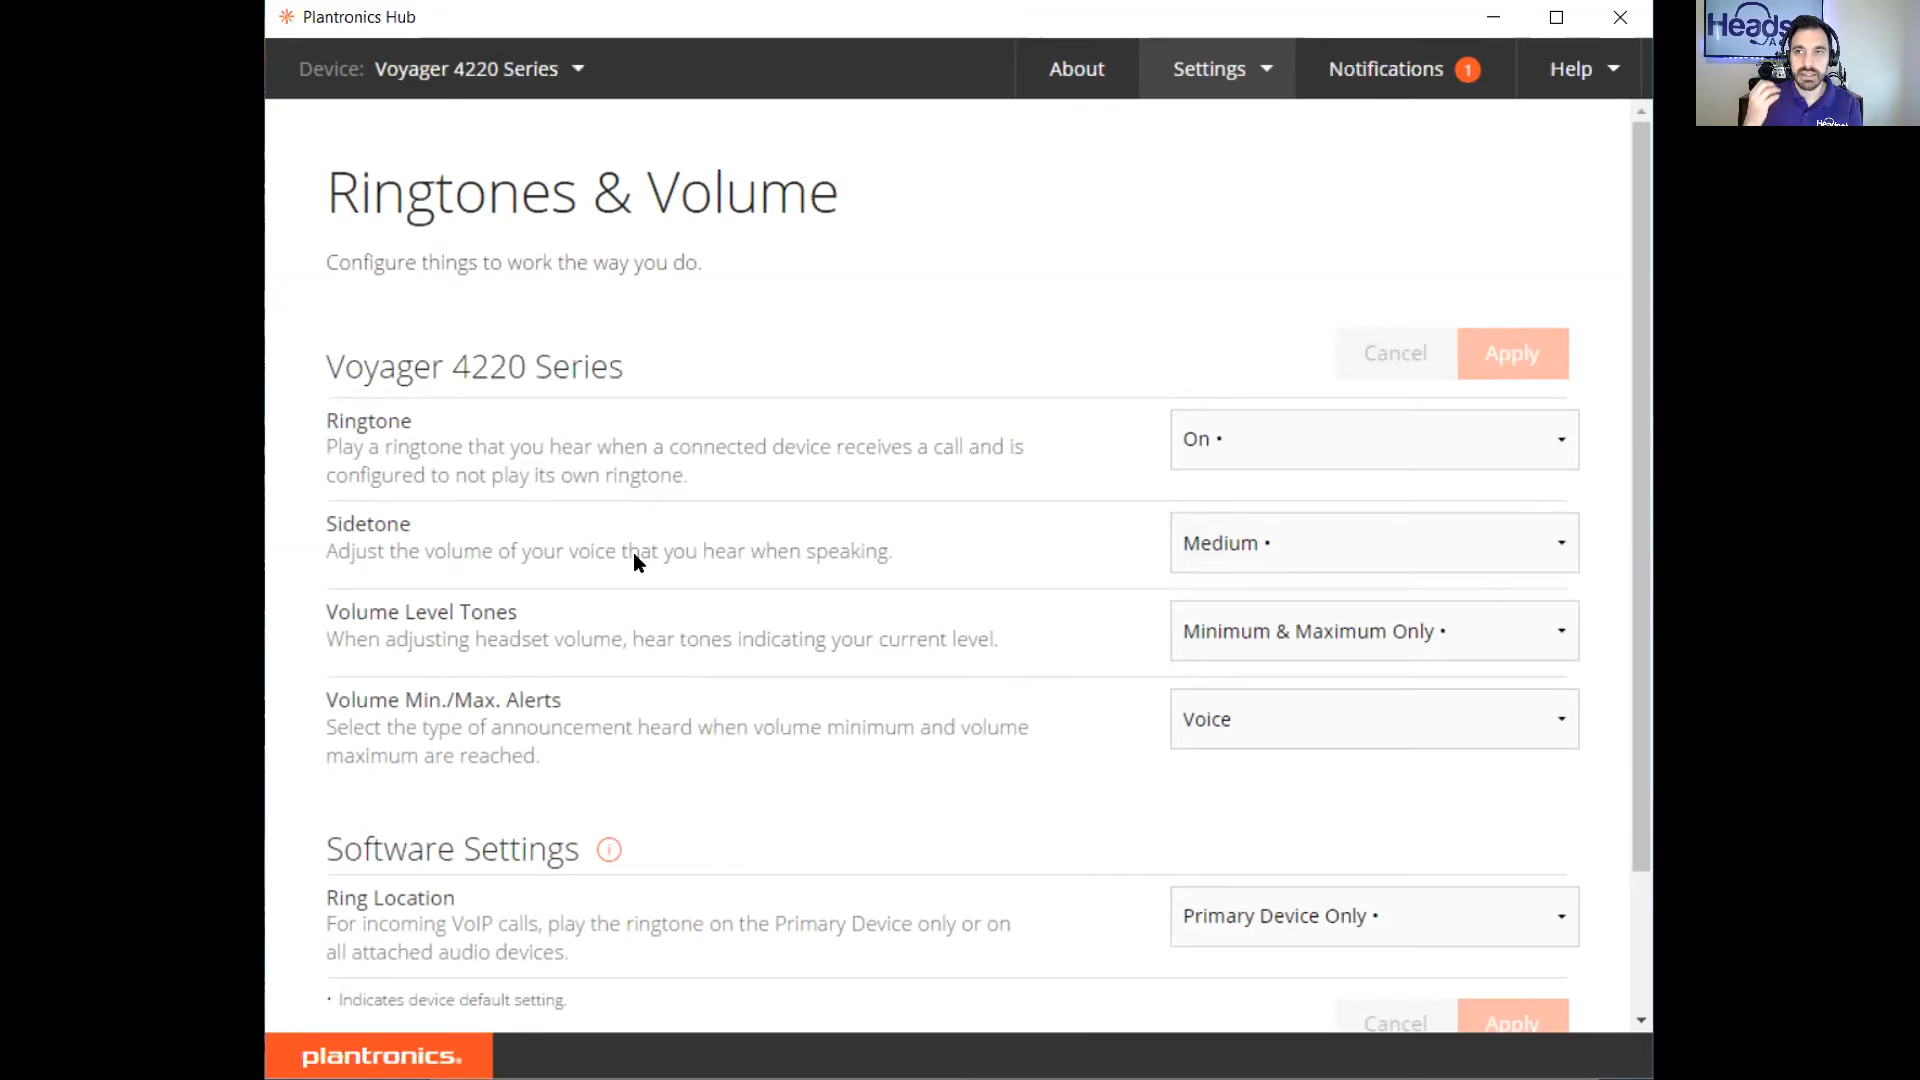 Plantronics Hub
Device: Voyager 4220 Series
About
Settings
Notifications 1
Help
Ringtones & Volume
Configure things to work the way you do.
Voyager 4220 Series
Cancel
Apply
Ringtone
Play a ringtone that you hear when a connected device receives a call and is
configured to not play its own ringtone.
On •
Sidetone
Adjust the volume of your voice that you hear when speaking.
Medium •
Volume Level Tones
When adjusting headset volume, hear tones indicating your current level.
Minimum & Maximum Only •
Volume Min./Max. Alerts
Select the type of announcement heard when volume minimum and volume
maximum are reached.
Voice
Software Settings
Ring Location
For incoming VoIP calls, play the ringtone on the Primary Device only or on
all attached audio devices.
Primary Device Only •
• Indicates device default setting.
Cancel
Apply
plantronics.